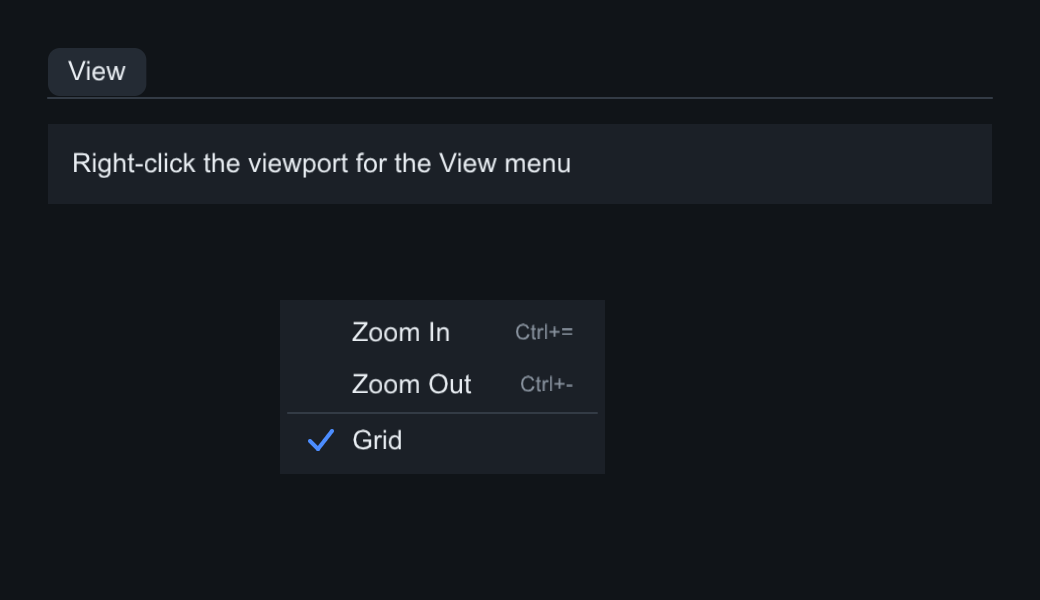 View
Right-click the viewport for the View menu
Zoom In Ctrl+=
Zoom Out Ctrl+-
Grid